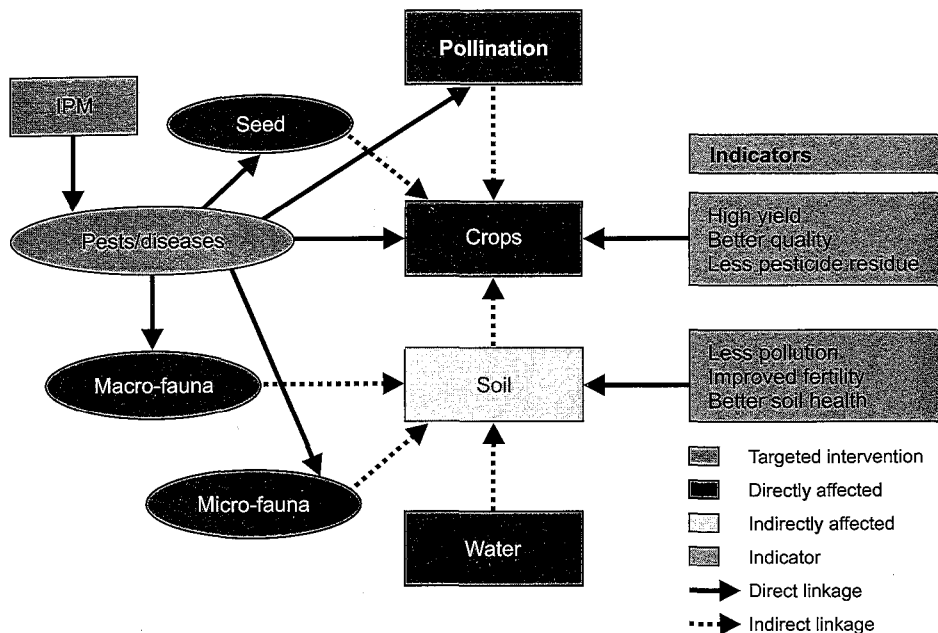 Pollination
IPM
Seed
Indicators
Pests/diseases
Crops
High yield
Better quality
Less pesticide residue
Macro-fauna
Soil
Less pollution
Improved fertility
Better soil health
Micro-fauna
Water
Targeted intervention
Directly affected
Indirectly affected
Indicator
Direct linkage
Indirect linkage